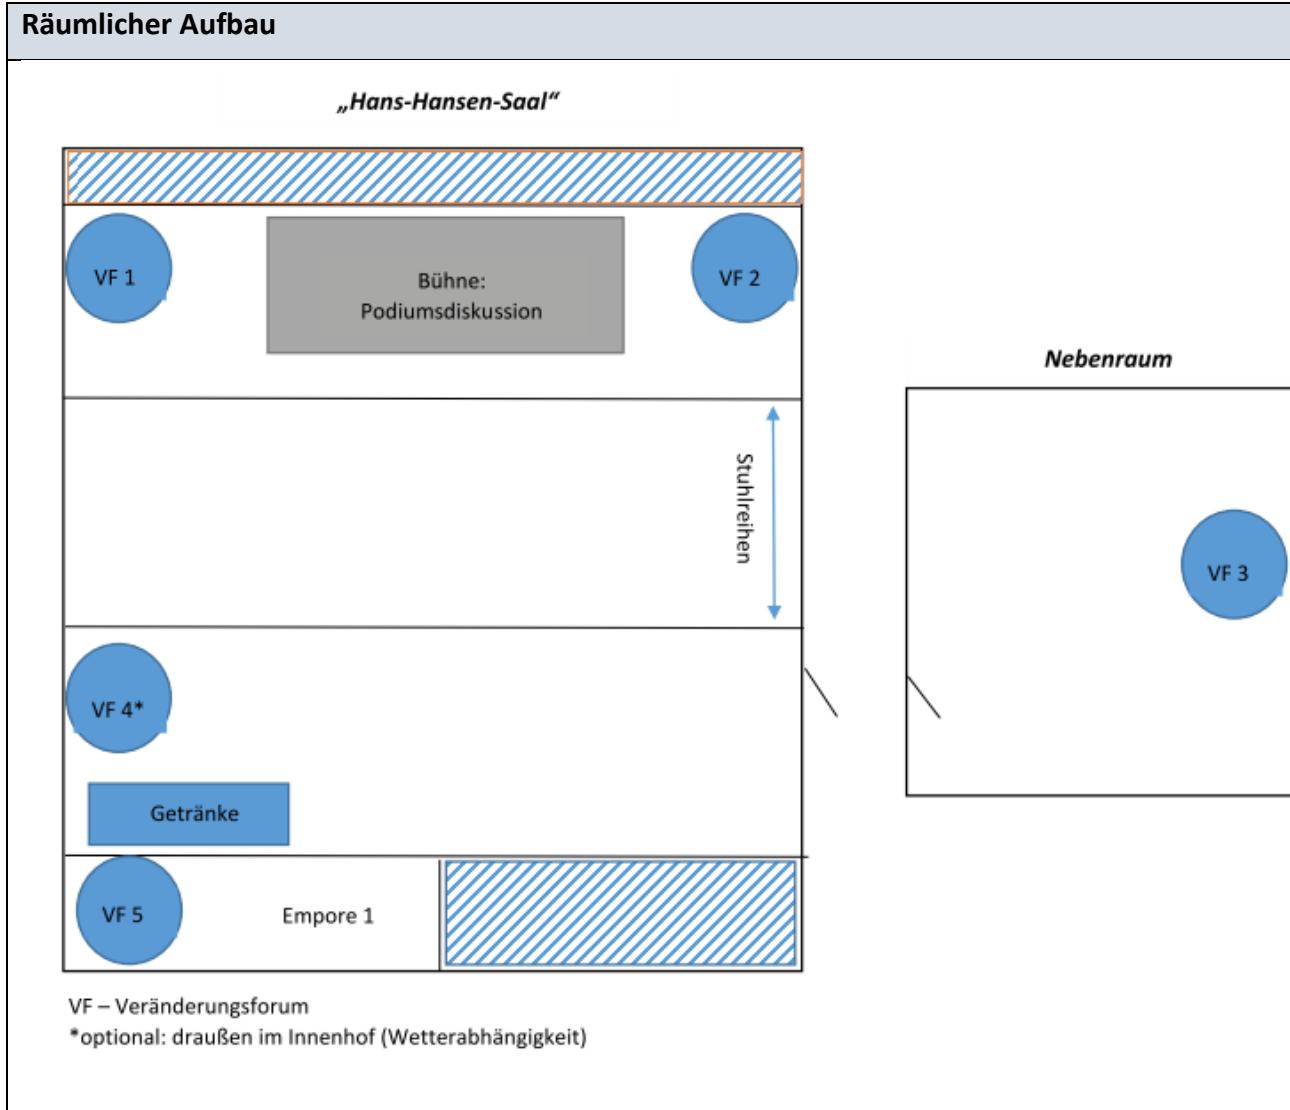 Räumlicher Aufbau
„Hans-Hansen-Saal“
VF 1
Bühne:
Podiumsdiskussion
VF 2
Nebenraum
Stuhlreihen
VF 3
VF 4*
Getränke
VF 5
Empore 1
VF – Veränderungsforum
*optional: draußen im Innenhof (Wetterabhängigkeit)